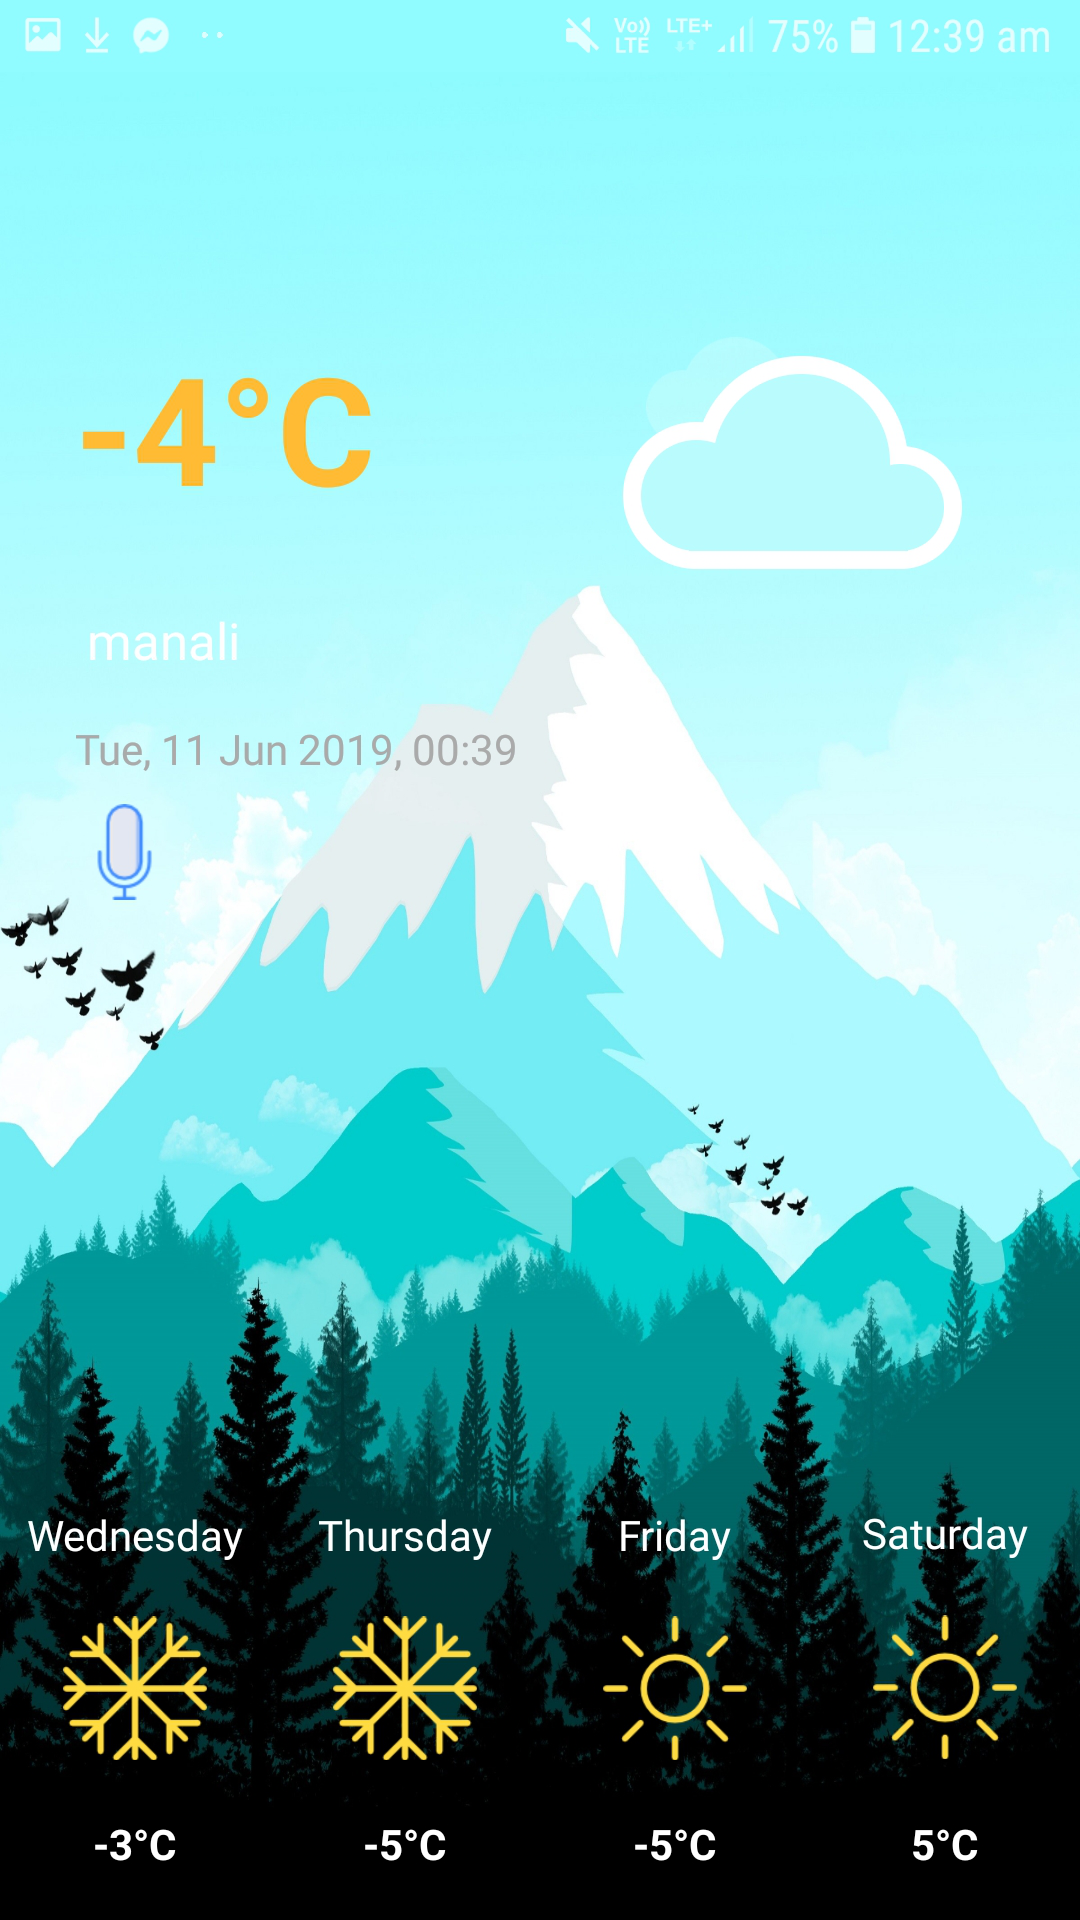 Vo)) LTE LTE+ 75% 12:39 am
-4°C
manali
Tue, 11 Jun 2019, 00:39
Wednesday Thursday Friday Saturday
-3°C -5°C -5°C 5°C